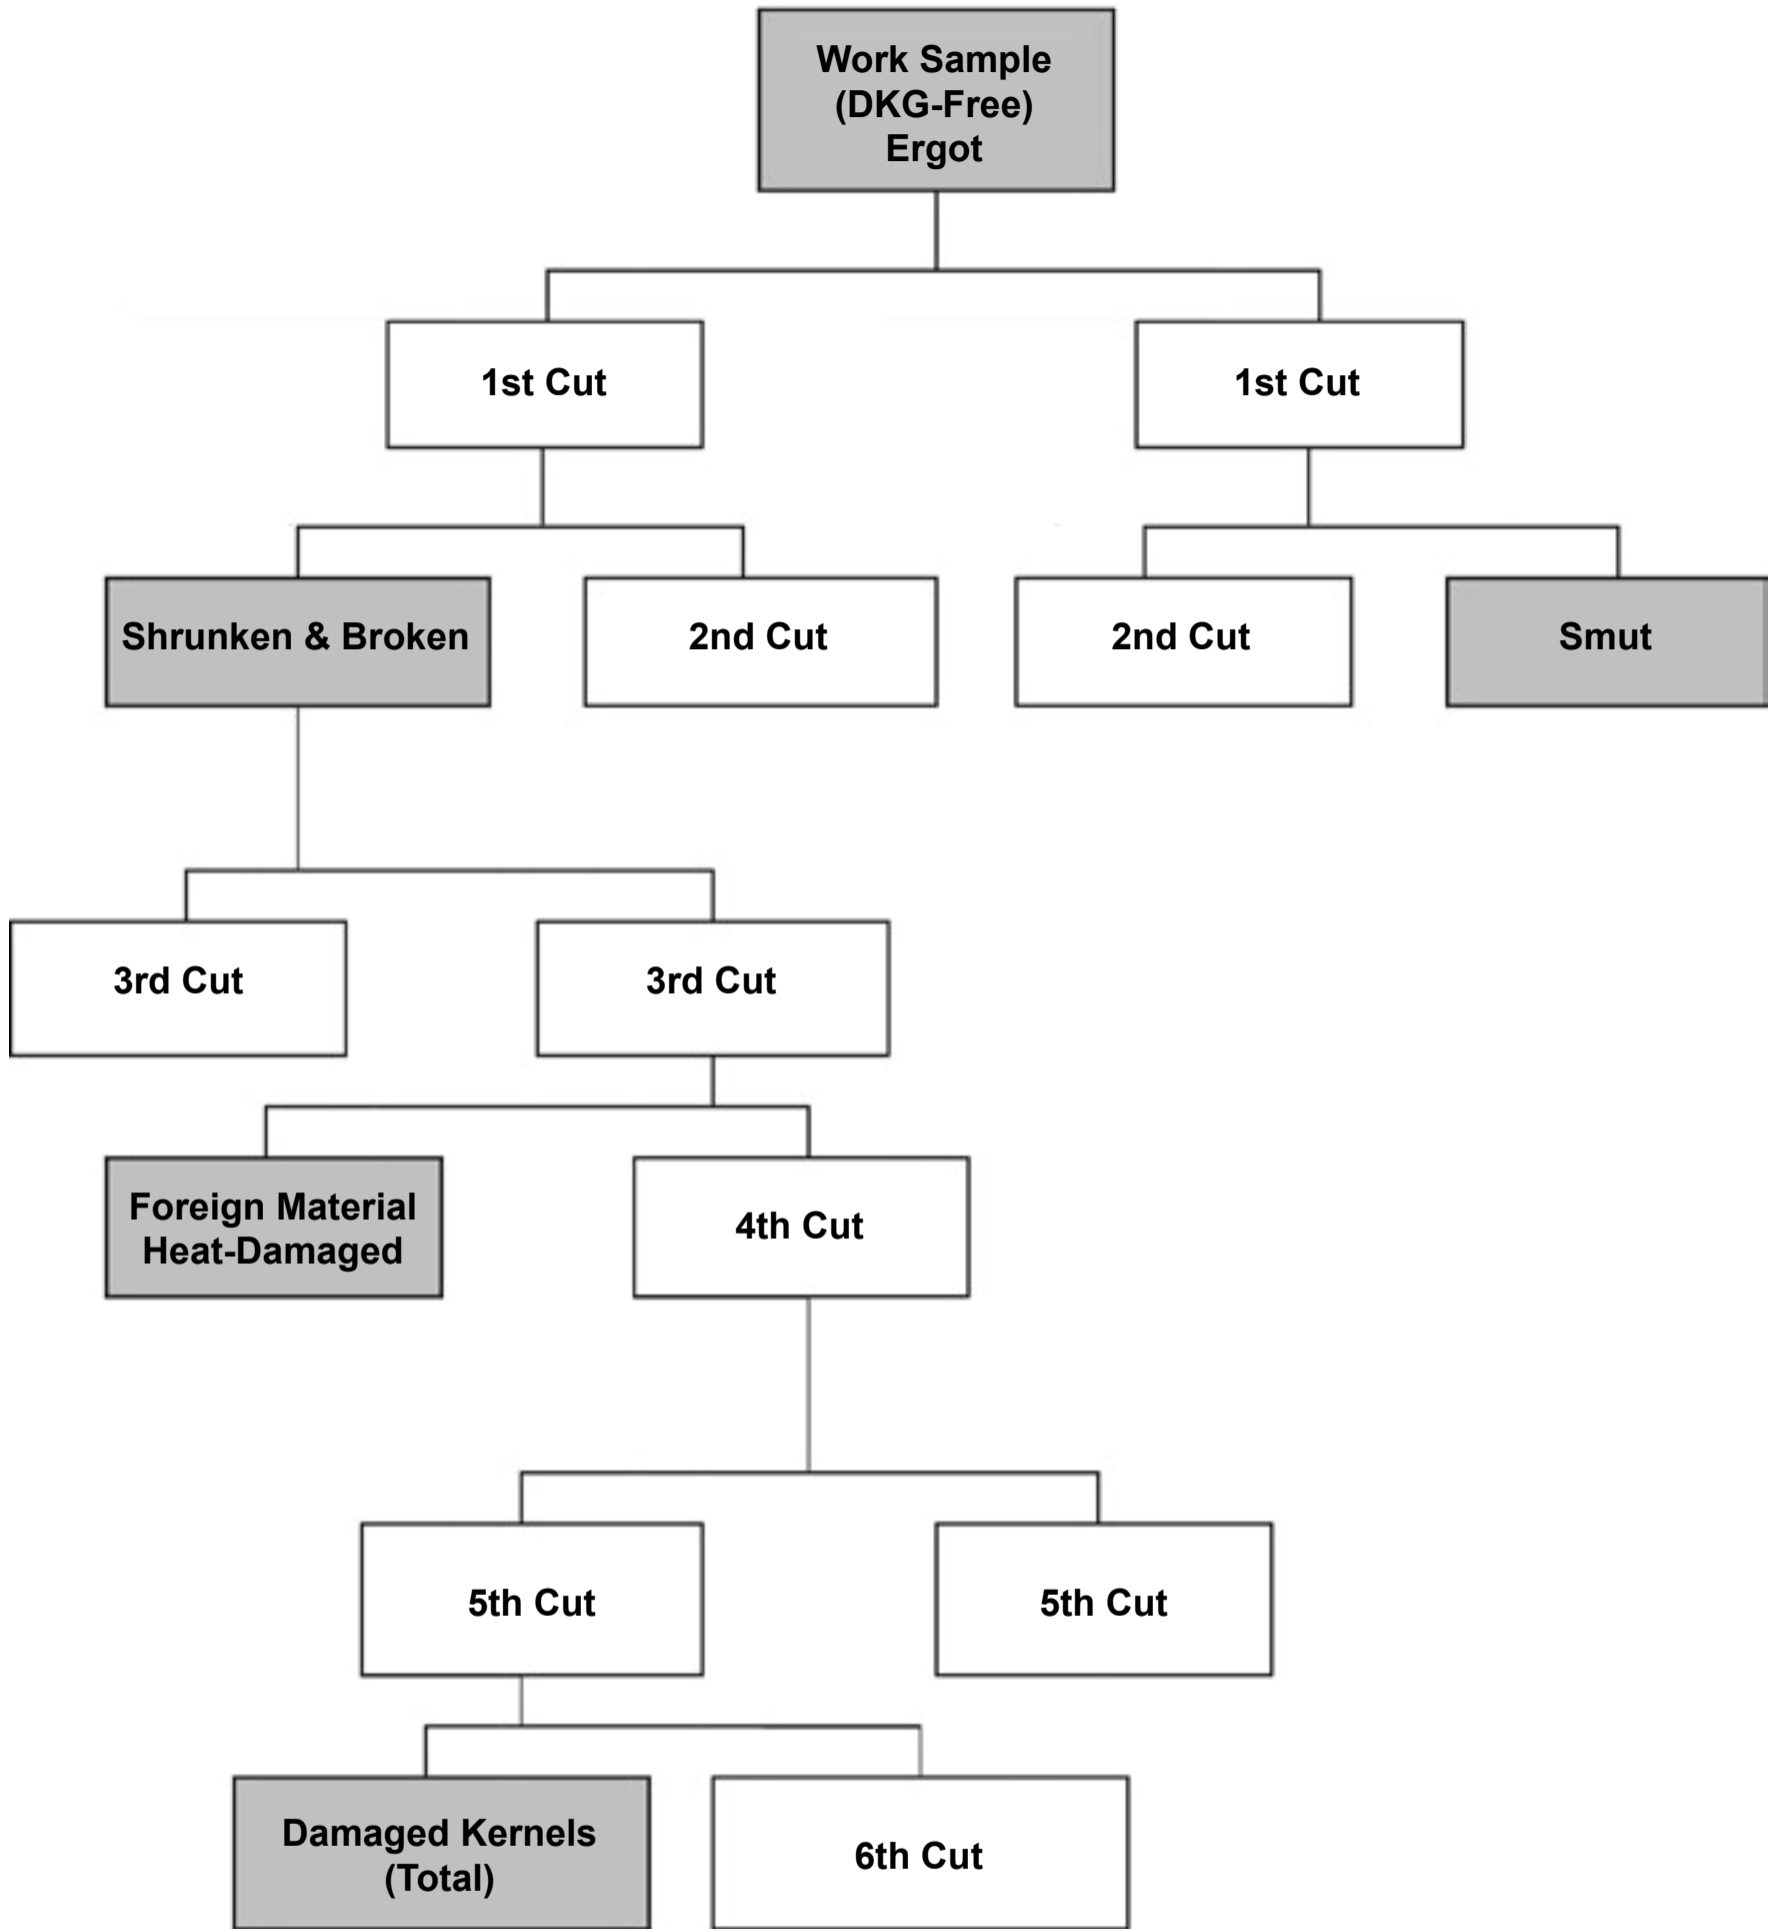 Work Sample
(DKG-Free)
Ergot
1st Cut
1st Cut
Shrunken & Broken
2nd Cut
2nd Cut
Smut
3rd Cut
3rd Cut
Foreign Material
Heat-Damaged
4th Cut
5th Cut
5th Cut
Damaged Kernels
(Total)
6th Cut